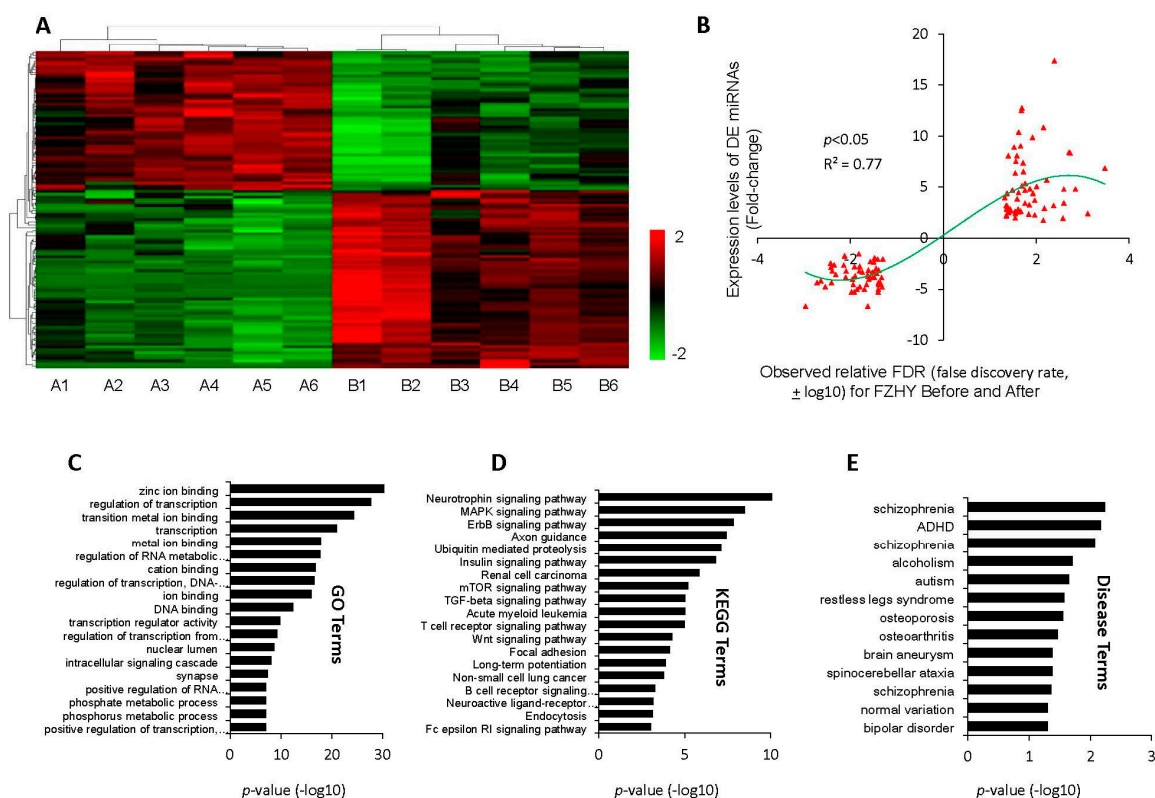 A
A1 A2 A3 A4 A5 A6 B1 B2 B3 B4 B5 B6
2
-2
B
Expression levels of DE miRNAs
(Fold-change)
p<0.05
R² = 0.77
20
15
10
5
0
-5
-10
-4 -2 0 2 4
Observed relative FDR (false discovery rate,
± log10) for FZHY Before and After
C
zinc ion binding
regulation of transcription
transition metal ion binding
transcription
metal ion binding
regulation of RNA metabolic...
cation binding
regulation of transcription, DNA-...
ion binding
DNA binding
transcription regulator activity
regulation of transcription from...
nuclear lumen
intracellular signaling cascade
synapse
positive regulation of RNA...
phosphate metabolic process
phosphorus metabolic process
positive regulation of transcription,...
0 10 20 30
p-value (-log10)
GO Terms
D
Neurotrophin signaling pathway
MAPK signaling pathway
ErbB signaling pathway
Axon guidance
Ubiquitin mediated proteolysis
Insulin signaling pathway
Renal cell carcinoma
mTOR signaling pathway
TGF-beta signaling pathway
Acute myeloid leukemia
T cell receptor signaling pathway
Wnt signaling pathway
Focal adhesion
Long-term potentiation
Non-small cell lung cancer
B cell receptor signaling...
Neuroactive ligand-receptor...
Endocytosis
Fc epsilon RI signaling pathway
0 5 10
p-value (-log10)
KEGG Terms
E
schizophrenia
ADHD
schizophrenia
alcoholism
autism
restless legs syndrome
osteoporosis
osteoarthritis
brain aneurysm
spinocerebellar ataxia
schizophrenia
normal variation
bipolar disorder
0 1 2 3
p-value (-log10)
Disease Terms